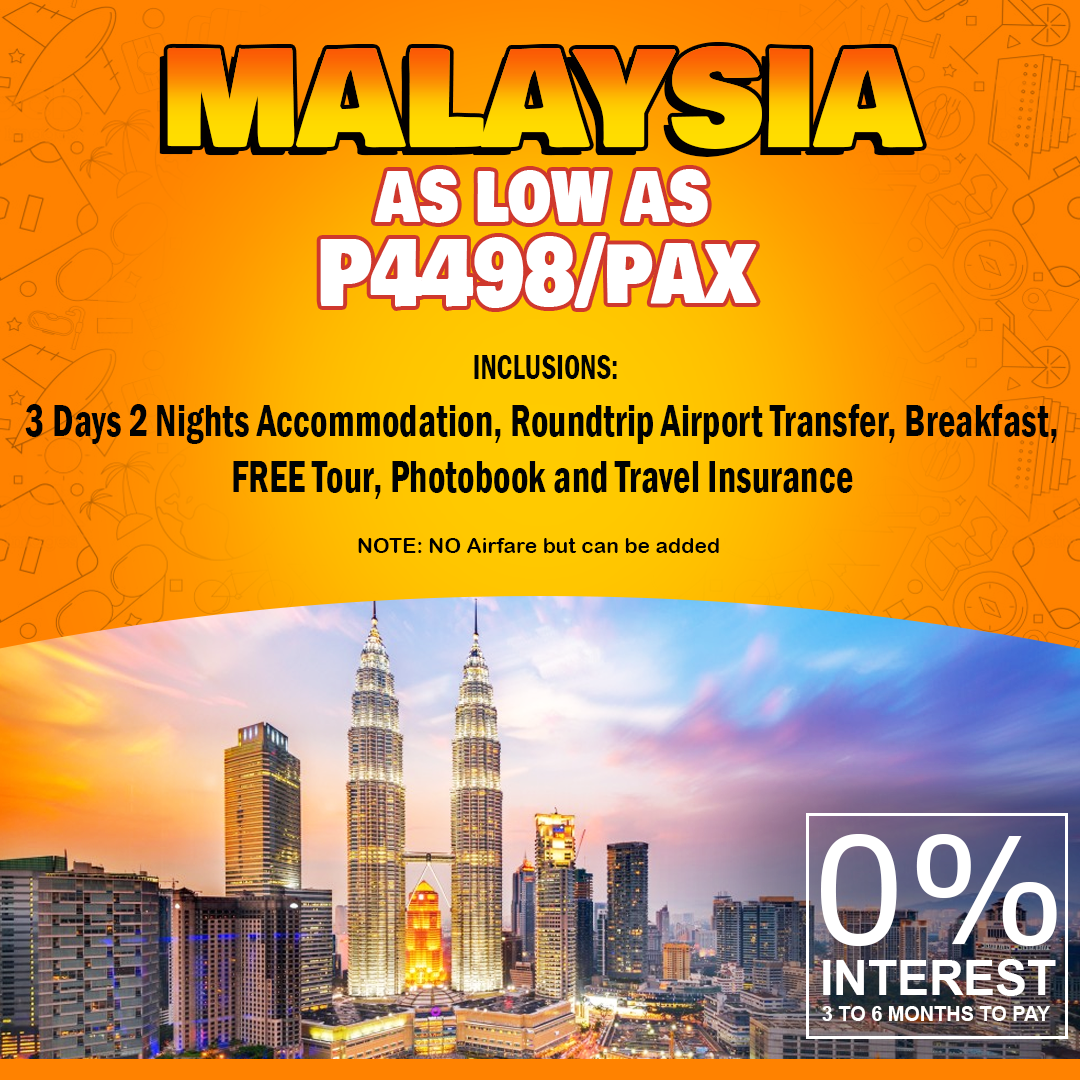 MALAYSIA
AS LOW AS
P4498/PAX
INCLUSIONS:
3 Days 2 Nights Accommodation, Roundtrip Airport Transfer, Breakfast,
FREE Tour, Photobook and Travel Insurance
NOTE: NO Airfare but can be added
0%
INTEREST
3 TO 6 MONTHS TO PAY